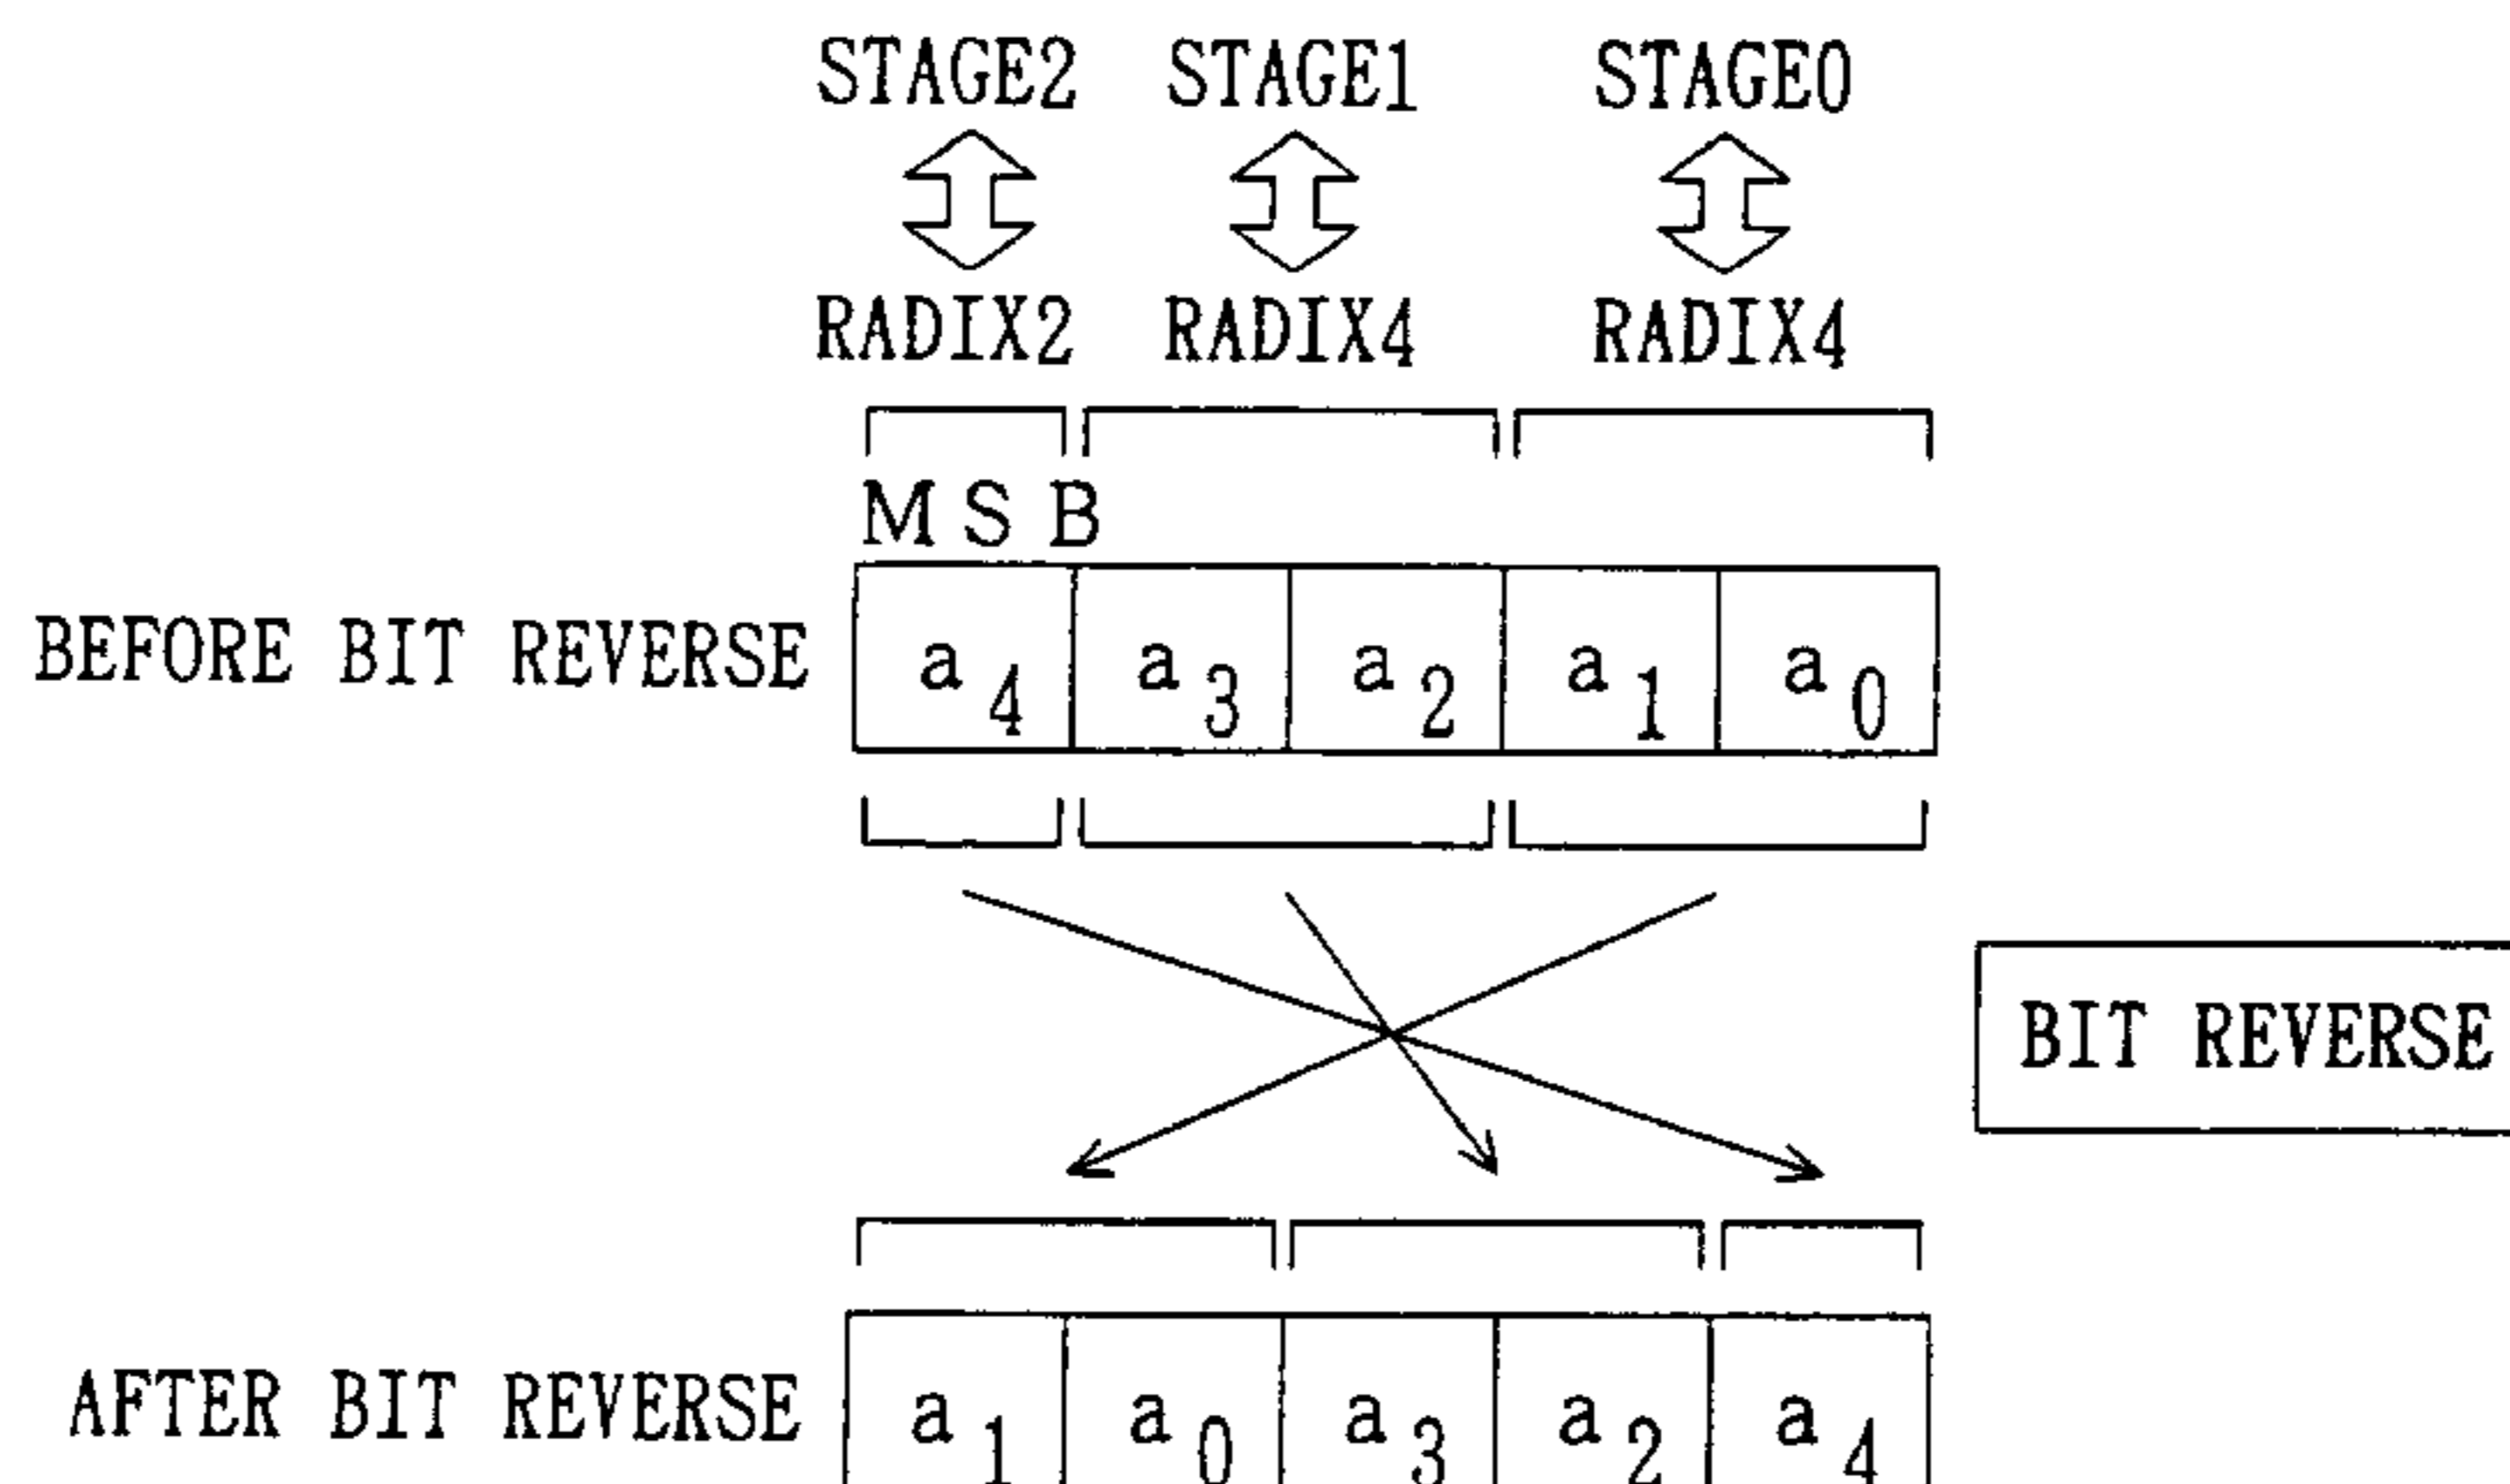 STAGE2 STAGE1 STAGE0
RADIX2 RADIX4 RADIX4
MSB
BEFORE BIT REVERSE a4 a3 a2 a1 a0
BIT REVERSE
AFTER BIT REVERSE a1 a0 a3 a2 a4